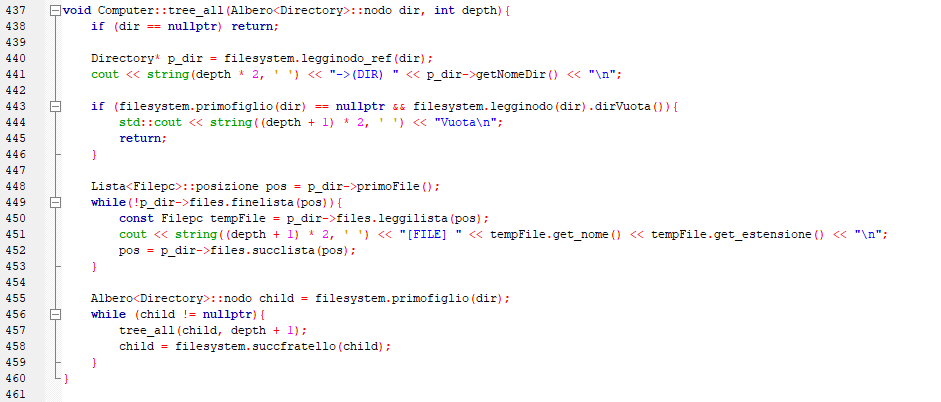 437 void Computer::tree_all(Albero<Directory>::nodo dir, int depth){
438     if (dir == nullptr) return;
439
440     Directory* p_dir = filesystem.legginodo_ref(dir);
441     cout << string(depth * 2, ' ') << "->(DIR) " << p_dir->getNomeDir() << "\n";
442
443     if (filesystem.primofiglio(dir) == nullptr && filesystem.legginodo(dir).dirVuota()){
444         std::cout << string((depth + 1) * 2, ' ') << "Vuota\n";
445         return;
446     }
447
448     Lista<Filepc>::posizione pos = p_dir->primoFile();
449     while(!p_dir->files.finelista(pos)){
450         const Filepc tempFile = p_dir->files.leggilista(pos);
451         cout << string((depth + 1) * 2, ' ') << "[FILE] " << tempFile.get_nome() << tempFile.get_estensione() << "\n";
452         pos = p_dir->files.succlista(pos);
453     }
454
455     Albero<Directory>::nodo child = filesystem.primofiglio(dir);
456     while (child != nullptr){
457         tree_all(child, depth + 1);
458         child = filesystem.succfratello(child);
459     }
460 }
461